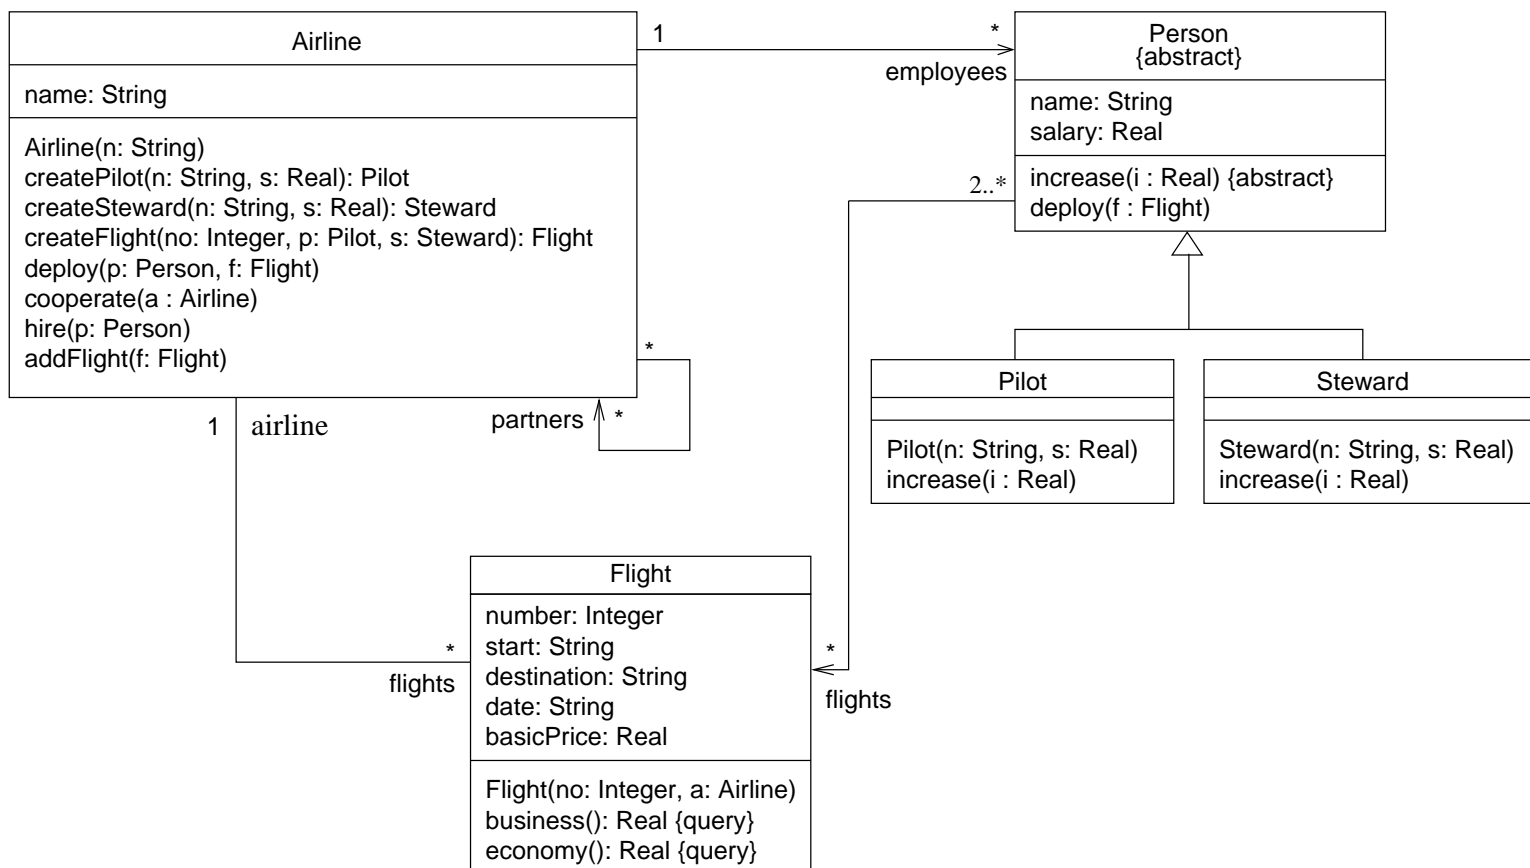 Airline
name: String
Airline(n: String)
createPilot(n: String, s: Real): Pilot
createSteward(n: String, s: Real): Steward
createFlight(no: Integer, p: Pilot, s: Steward): Flight
deploy(p: Person, f: Flight)
cooperate(a : Airline)
hire(p: Person)
addFlight(f: Flight)
1
*
employees
Person
{abstract}
name: String
salary: Real
increase(i : Real) {abstract}
deploy(f : Flight)
2..*
*
partners
*
1
airline
Pilot
Pilot(n: String, s: Real)
increase(i : Real)
Steward
Steward(n: String, s: Real)
increase(i : Real)
*
flights
*
flights
Flight
number: Integer
start: String
destination: String
date: String
basicPrice: Real
Flight(no: Integer, a: Airline)
business(): Real {query}
economy(): Real {query}